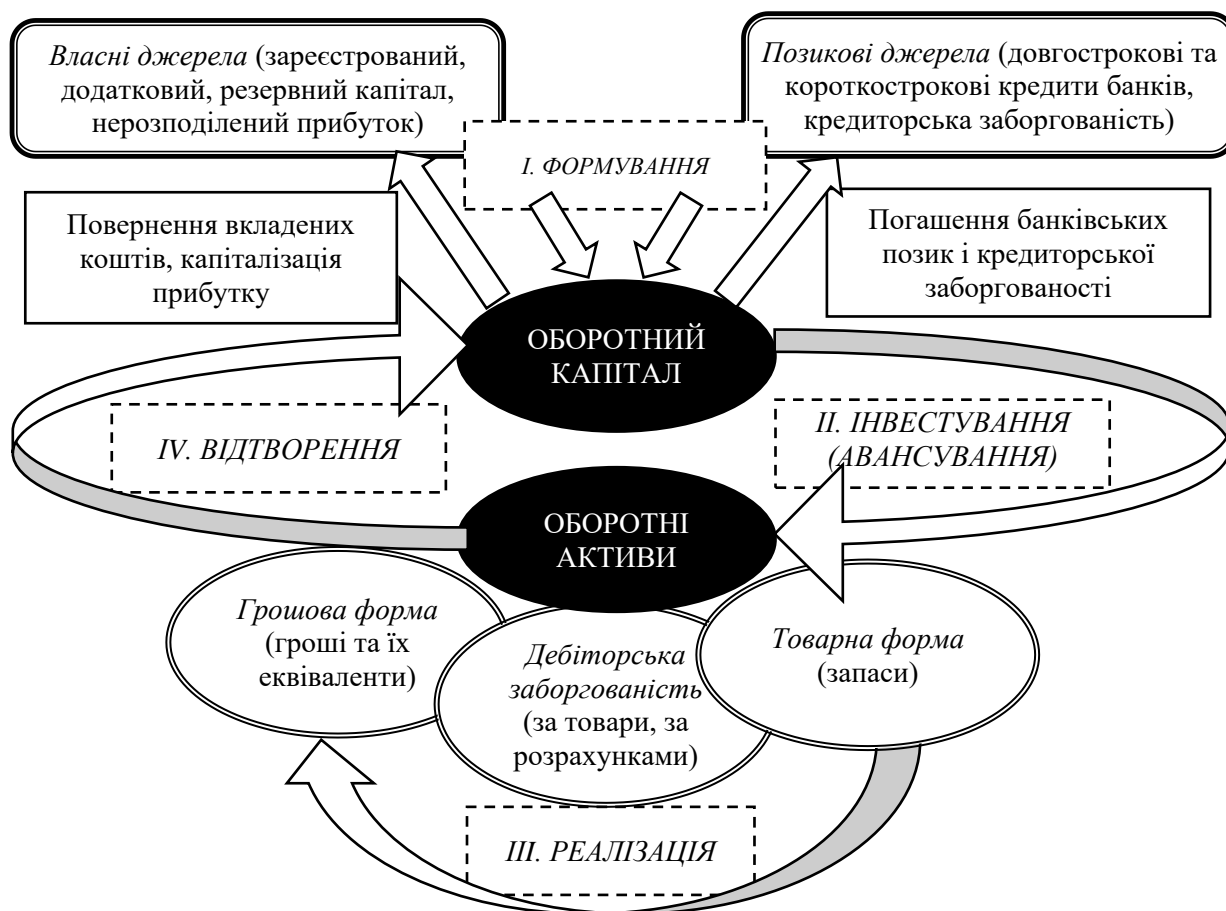 Власні джерела (зареєстрований,
додатковий, резервний капітал,
нерозподілений прибуток)
Позикові джерела (довгострокові та
короткострокові кредити банків,
кредиторська заборгованість)
І. ФОРМУВАННЯ
Повернення вкладених
коштів, капіталізація
прибутку
Погашення банківських
позик і кредиторської
заборгованості
ОБОРОТНИЙ
КАПІТАЛ
IV. ВІДТВОРЕННЯ
ІІ. ІНВЕСТУВАННЯ
(АВАНСУВАННЯ)
ОБОРОТНІ
АКТИВИ
Грошова форма
(гроші та їх
еквіваленти)
Дебіторська
заборгованість
(за товари, за
розрахунками)
Товарна форма
(запаси)
ІІІ. РЕАЛІЗАЦІЯ